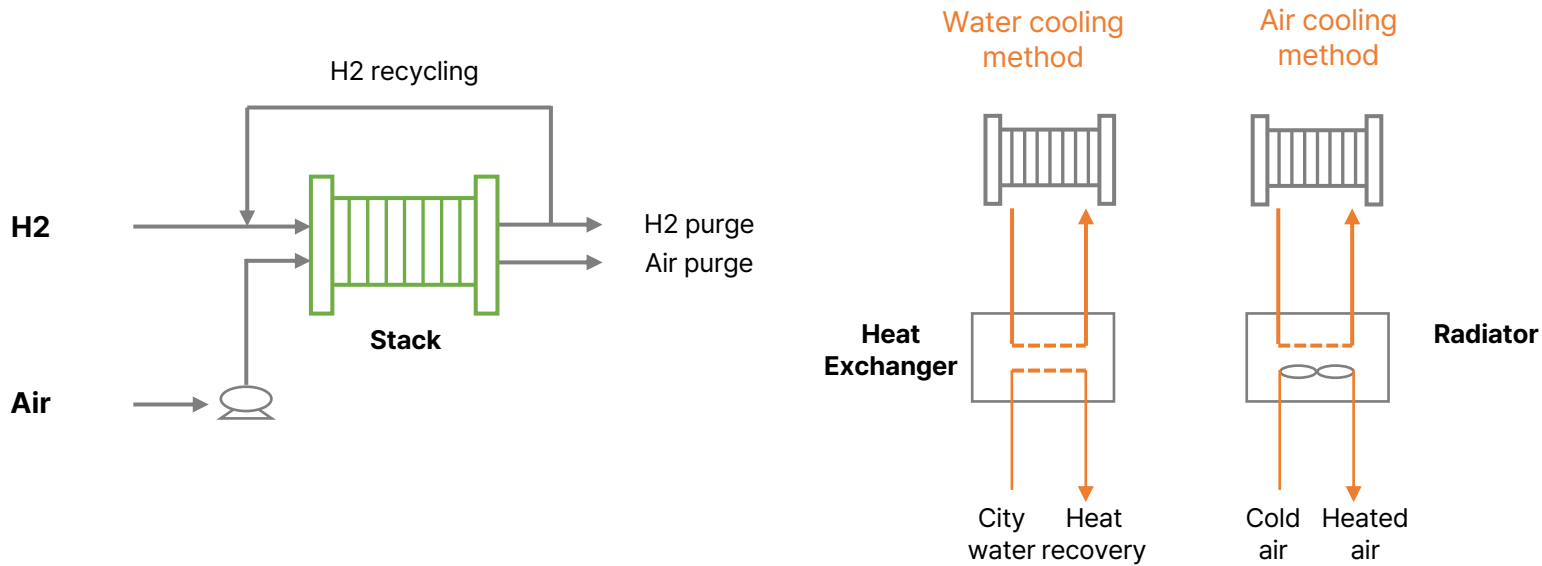 H2 recycling
H2
H2 purge
Air purge
Stack
Air
Water cooling
method
Air cooling
method
Heat
Exchanger
Radiator
City
water
Heat
recovery
Cold
air
Heated
air